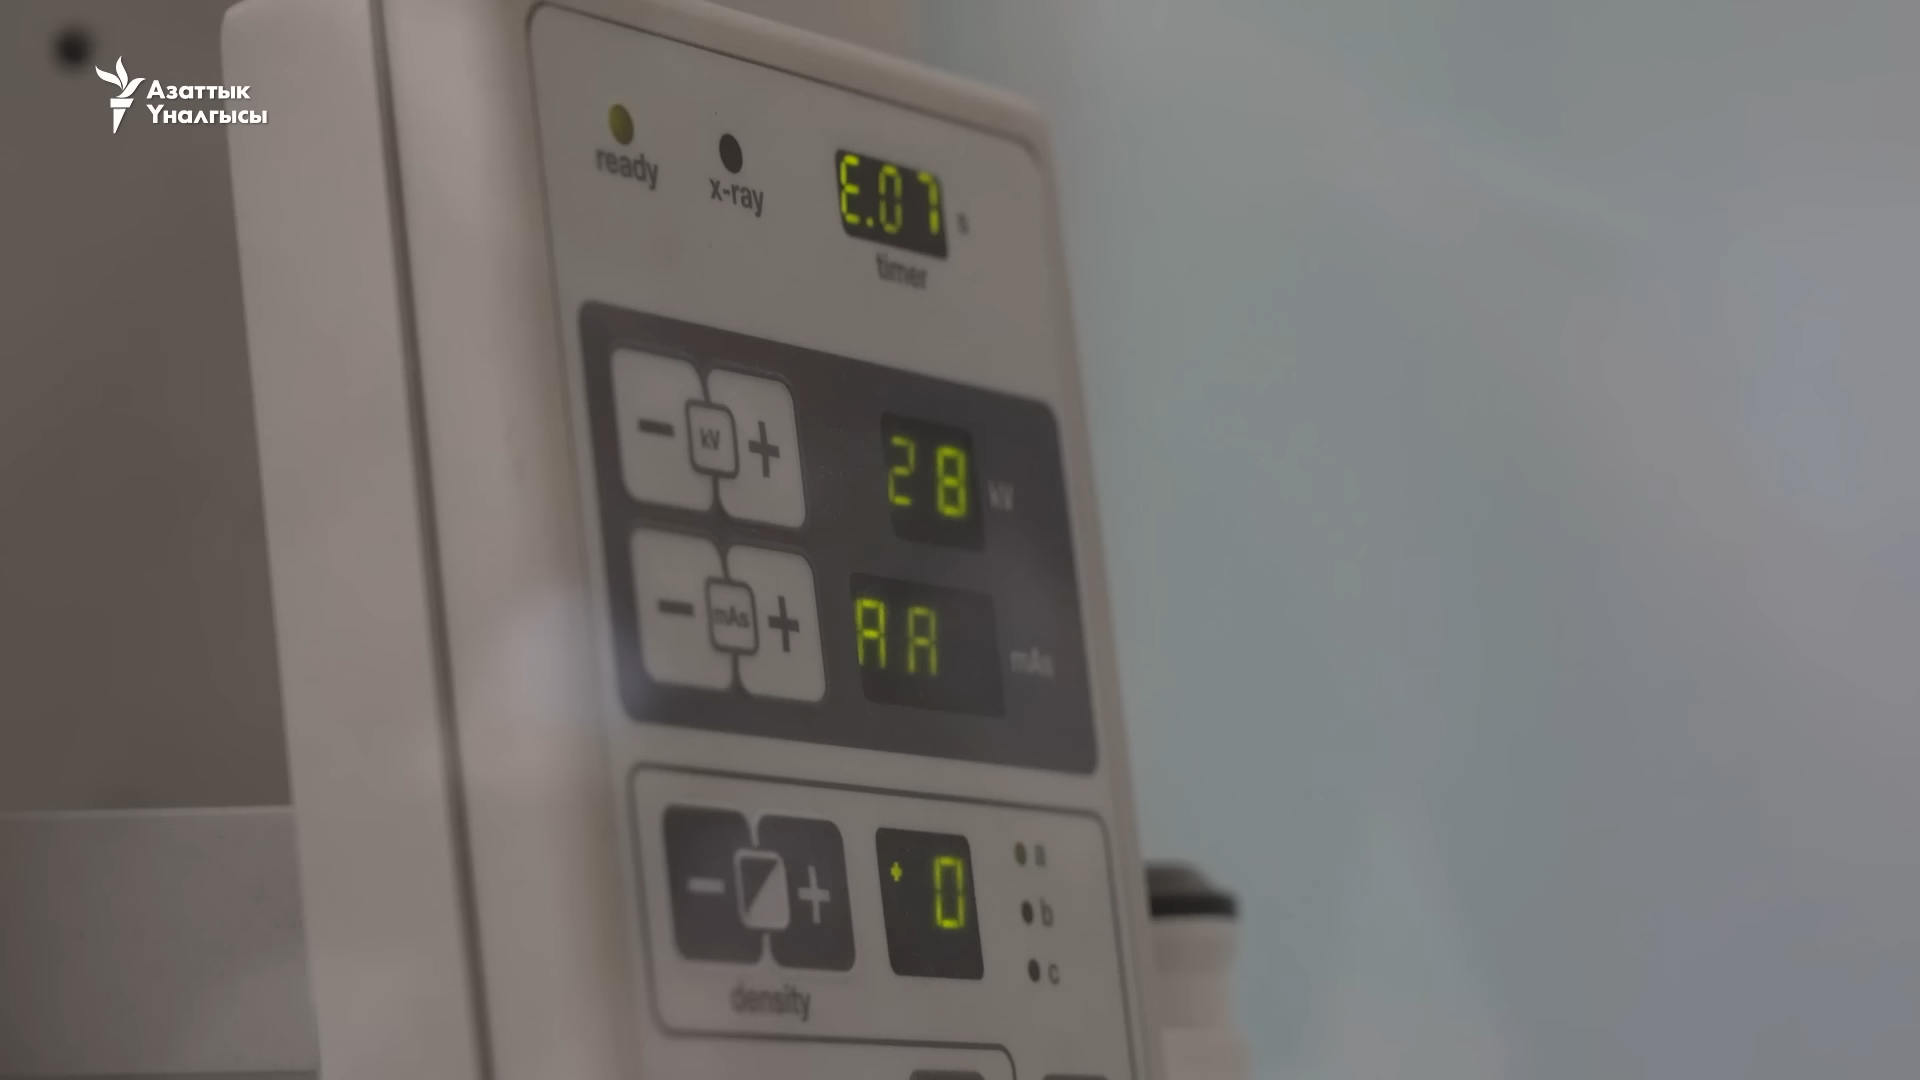 Азаттык
Үналгысы
ready
x-ray
E.07
s
timer
- kV +
28 kV
- mAs +
AA mAs
- +
+0
a
b
c
density